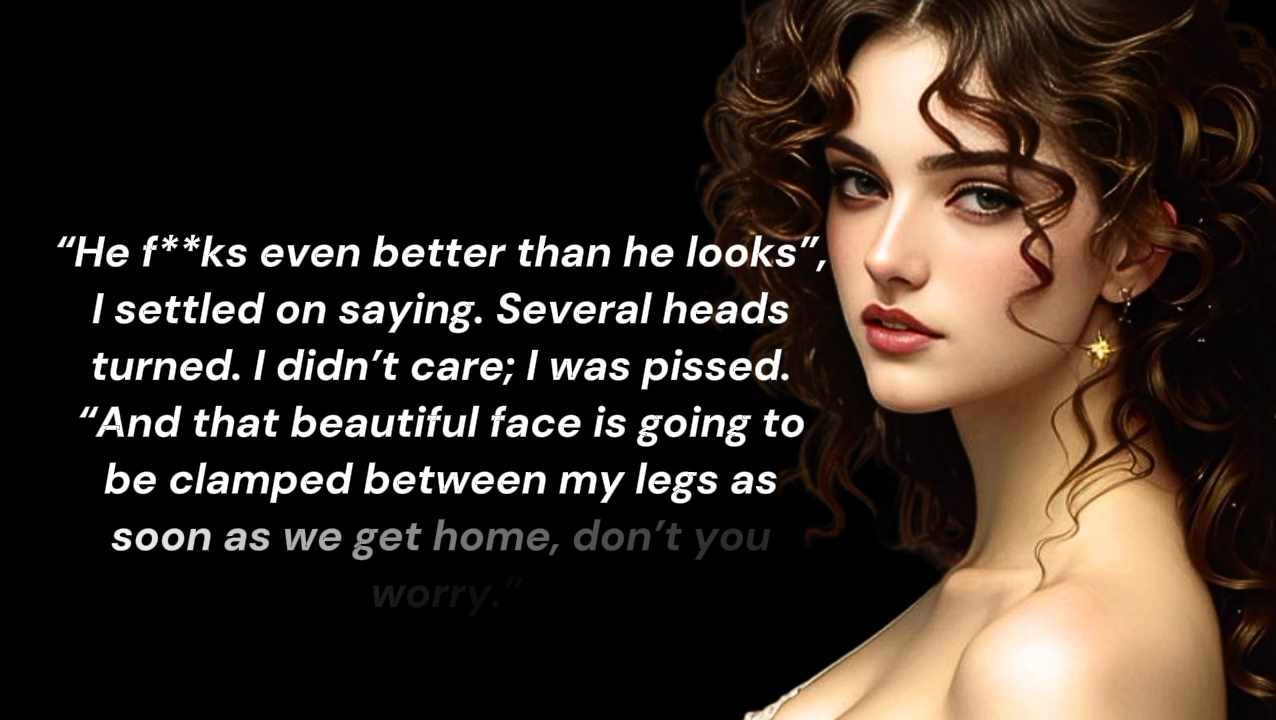 “He f**ks even better than he looks”,
I settled on saying. Several heads
turned. I didn’t care; I was pissed.
“And that beautiful face is going to
be clamped between my legs as
soon as we get home, don’t you
worry.”